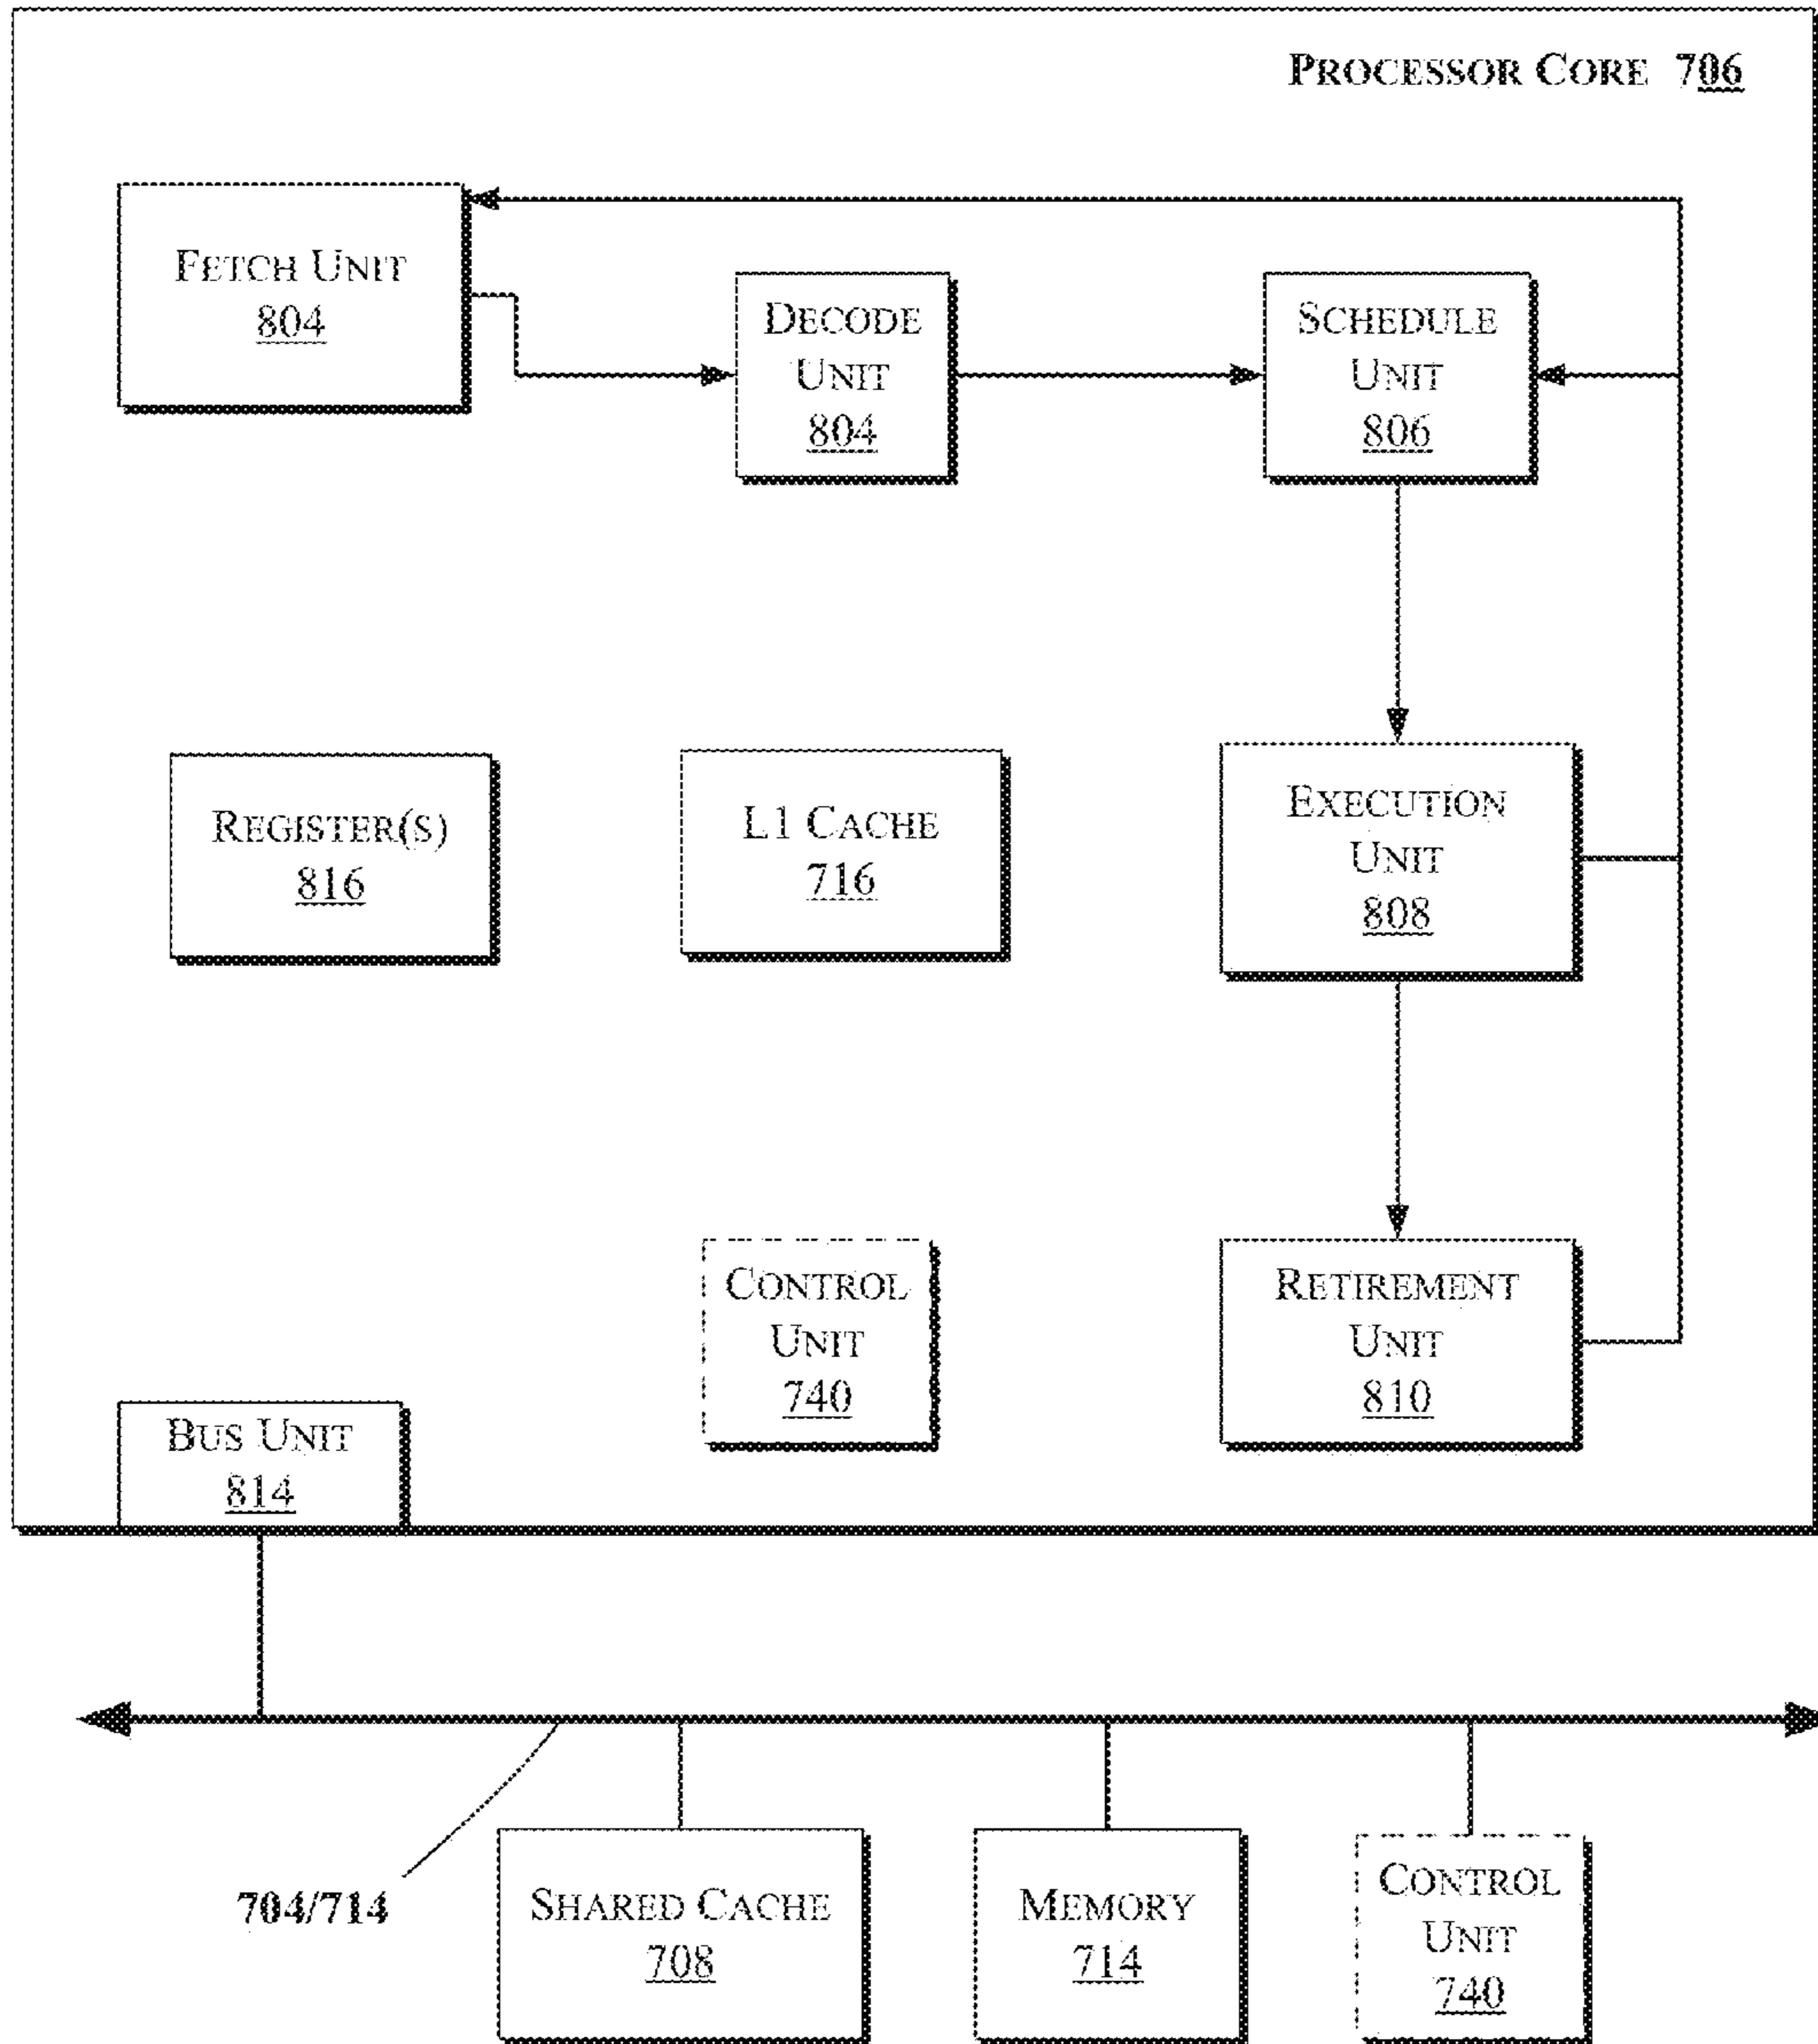 PROCESSOR CORE 706
FETCH UNIT
804
DECODE
UNIT
804
SCHEDULE
UNIT
806
REGISTER(S)
816
L1 CACHE
716
EXECUTION
UNIT
808
CONTROL
UNIT
740
RETIREMENT
UNIT
810
BUS UNIT
814
704/714
SHARED CACHE
708
MEMORY
714
CONTROL
UNIT
740